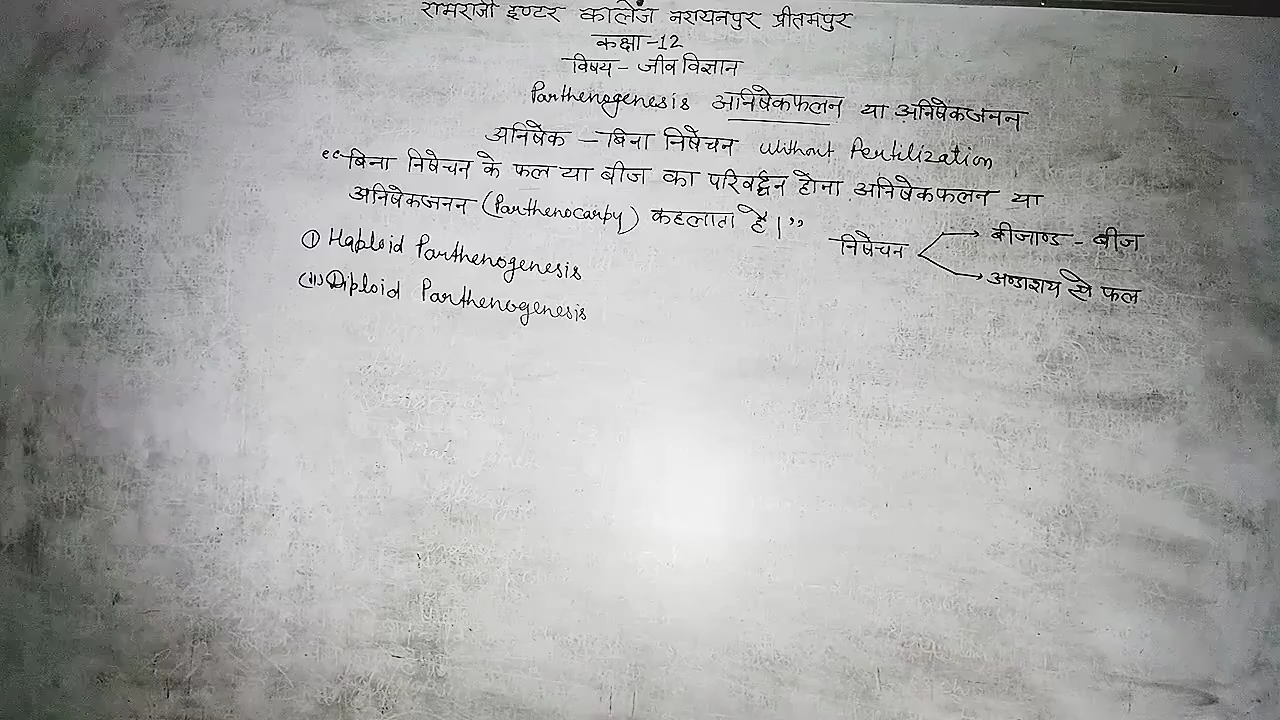 रामराजी इण्टर कालेज नरायनपुर प्रीतमपुर
कक्षा-12
विषय - जीव विज्ञान
Parthenogenesis अनिषेकफलन या अनिषेकजनन
अनिषेक - बिना निषेचन without Fertilization
"बिना निषेचन के फल या बीज का परिवर्द्धन होना अनिषेकफलन या
अनिषेकजनन (Parthenocarpy) कहलाता है।"
निषेचन → बीजाण्ड - बीज
→ अण्डाशय से फल
(i) Haploid Parthenogenesis
(ii) Diploid Parthenogenesis